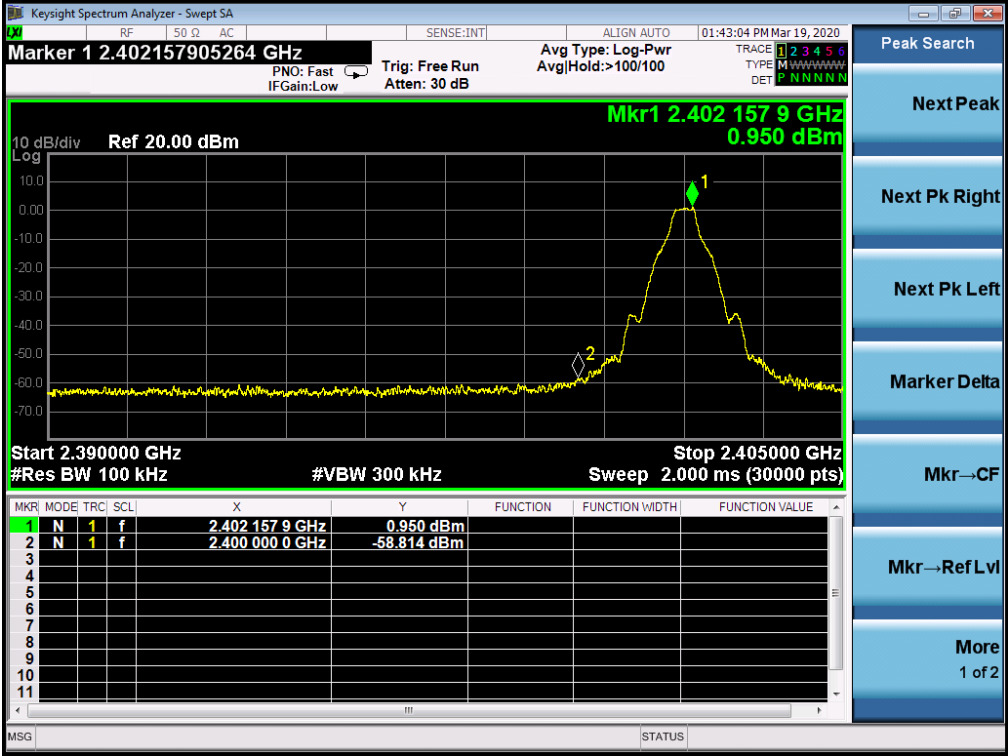 Keysight Spectrum Analyzer - Swept SA
LXI RF 50 Ω AC SENSE:INT ALIGN AUTO 01:43:04 PM Mar 19, 2020
Marker 1 2.402157905264 GHz
PNO: Fast
IFGain:Low
Trig: Free Run
Atten: 30 dB
Avg Type: Log-Pwr
Avg|Hold:>100/100
TRACE 1 2 3 4 5 6
TYPE M WWWWW
DET P N N N N N
Peak Search
Next Peak
Next Pk Right
Next Pk Left
Marker Delta
Mkr→CF
Mkr→Ref Lvl
More
1 of 2
Mkr1 2.402 157 9 GHz
0.950 dBm
10 dB/div Ref 20.00 dBm
Log
10.0
0.00
-10.0
-20.0
-30.0
-40.0
-50.0
-60.0
-70.0
1
2
Start 2.390000 GHz Stop 2.405000 GHz
#Res BW 100 kHz #VBW 300 kHz Sweep 2.000 ms (30000 pts)
MKR MODE TRC SCL X Y FUNCTION FUNCTION WIDTH FUNCTION VALUE
1 N 1 f 2.402 157 9 GHz 0.950 dBm
2 N 1 f 2.400 000 0 GHz -58.814 dBm
3
4
5
6
7
8
9
10
11
MSG STATUS